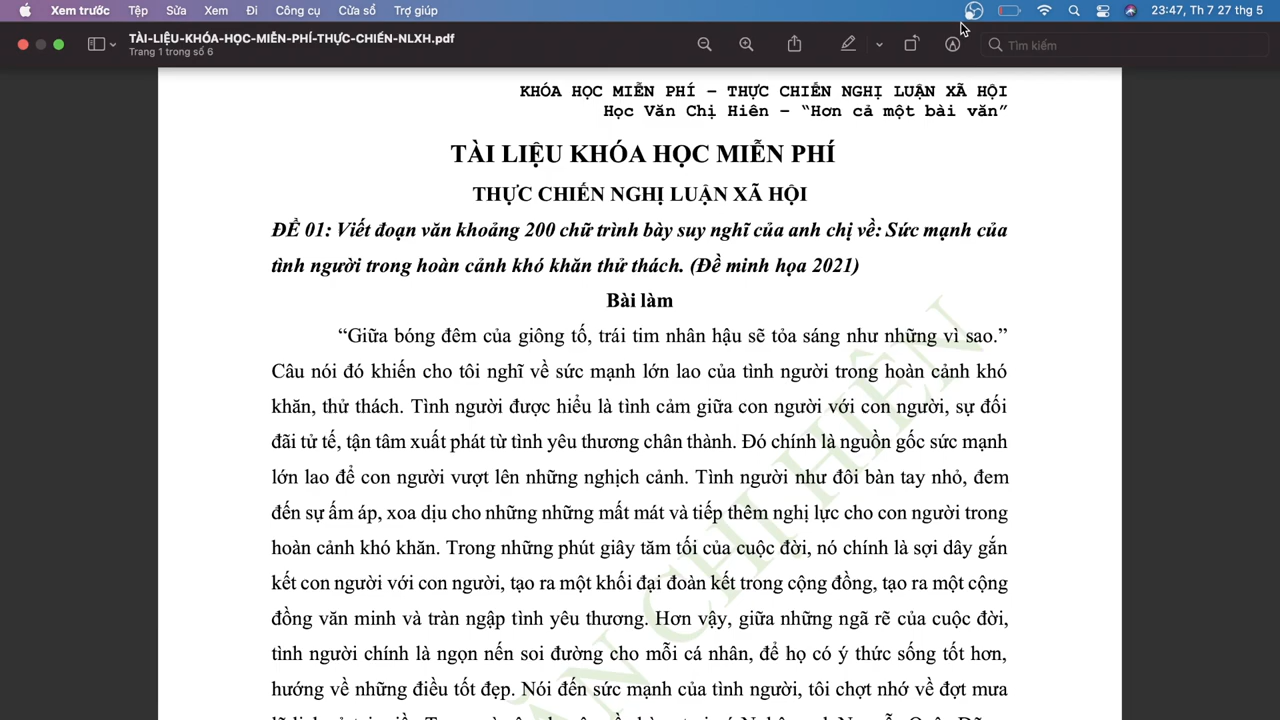 Xem trước Tệp Sửa Xem Đi Công cụ Cửa sổ Trợ giúp 23:47, Th 7 27 thg 5
TÀI-LIỆU-KHÓA-HỌC-MIỄN-PHÍ-THỰC-CHIẾN-NLXH.pdf
Trang 1 trong số 6
Tìm kiếm
KHÓA HỌC MIỄN PHÍ – THỰC CHIẾN NGHỊ LUẬN XÃ HỘI
Học Văn Chị Hiên – “Hơn cả một bài văn”
TÀI LIỆU KHÓA HỌC MIỄN PHÍ
THỰC CHIẾN NGHỊ LUẬN XÃ HỘI
ĐỀ 01: Viết đoạn văn khoảng 200 chữ trình bày suy nghĩ của anh chị về: Sức mạnh của
tình người trong hoàn cảnh khó khăn thử thách. (Đề minh họa 2021)
Bài làm
“Giữa bóng đêm của giông tố, trái tim nhân hậu sẽ tỏa sáng như những vì sao.”
Câu nói đó khiến cho tôi nghĩ về sức mạnh lớn lao của tình người trong hoàn cảnh khó
khăn, thử thách. Tình người được hiểu là tình cảm giữa con người với con người, sự đối
đãi tử tế, tận tâm xuất phát từ tình yêu thương chân thành. Đó chính là nguồn gốc sức mạnh
lớn lao để con người vượt lên những nghịch cảnh. Tình người như đôi bàn tay nhỏ, đem
đến sự ấm áp, xoa dịu cho những những mất mát và tiếp thêm nghị lực cho con người trong
hoàn cảnh khó khăn. Trong những phút giây tăm tối của cuộc đời, nó chính là sợi dây gắn
kết con người với con người, tạo ra một khối đại đoàn kết trong cộng đồng, tạo ra một cộng
đồng văn minh và tràn ngập tình yêu thương. Hơn vậy, giữa những ngã rẽ của cuộc đời,
tình người chính là ngọn nến soi đường cho mỗi cá nhân, để họ có ý thức sống tốt hơn,
hướng về những điều tốt đẹp. Nói đến sức mạnh của tình người, tôi chợt nhớ về đợt mưa
VĂN CHỊ HIÊN